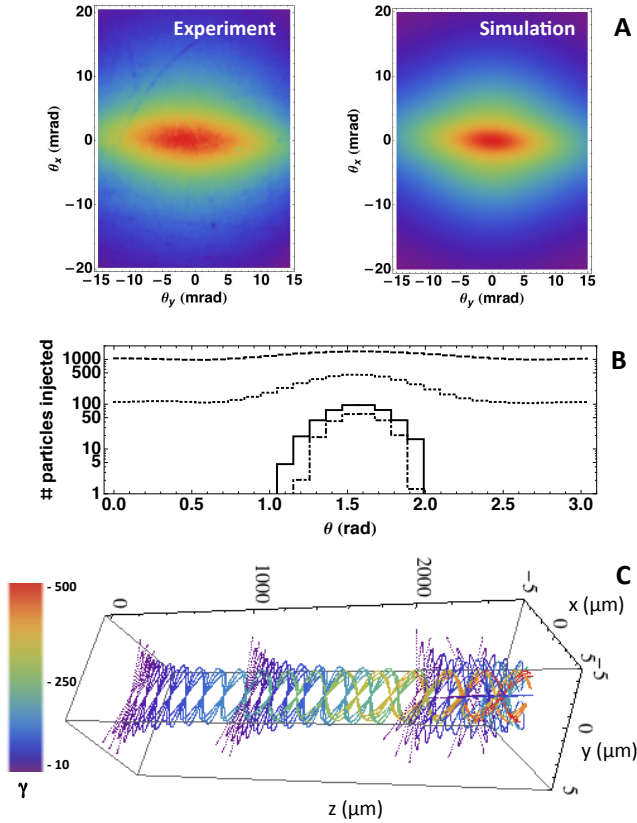 Experiment
Simulation
A
20
10
0
−10
−20
θx (mrad)
−15 −10 −5 0 5 10 15
θy (mrad)
20
10
0
−10
−20
θx (mrad)
−15 −10 −5 0 5 10 15
θy (mrad)
B
# particles injected
1000
500
100
50
10
5
1
0.0 0.5 1.0 1.5 2.0 2.5 3.0
θ (rad)
C
- 500
- 250
- 10
γ
0
1000
2000
−5
0
5
x (μm)
−5
0
5
y (μm)
z (μm)